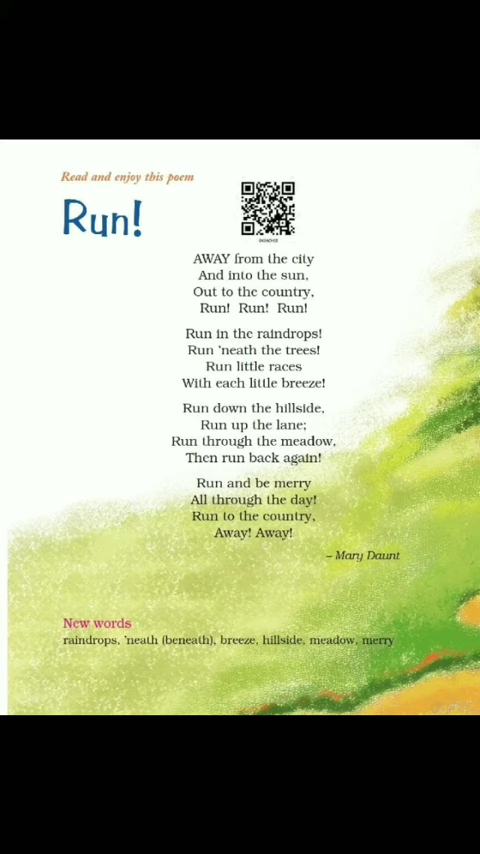 Read and enjoy this poem
Run!
AWAY from the city
And into the sun,
Out to the country,
Run! Run! Run!
Run in the raindrops!
Run 'neath the trees!
Run little races
With each little breeze!
Run down the hillside,
Run up the lane;
Run through the meadow,
Then run back again!
Run and be merry
All through the day!
Run to the country,
Away! Away!
– Mary Daunt
New words
raindrops, 'neath (beneath), breeze, hillside, meadow, merry